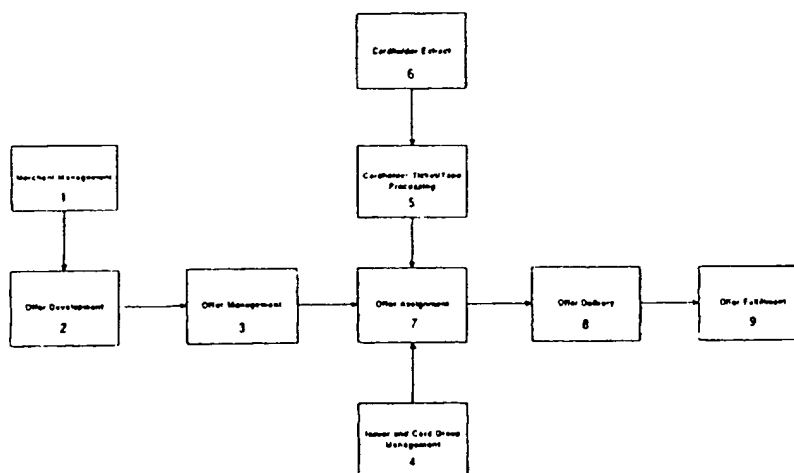 Cardholder Extract
6
Merchant Management
1
Cardholder
Processing
5
Offer Development
2
Offer Management
3
Offer Assignment
7
Offer Delivery
8
Offer Fulfillment
9
Issuer and Card Group
Management
4